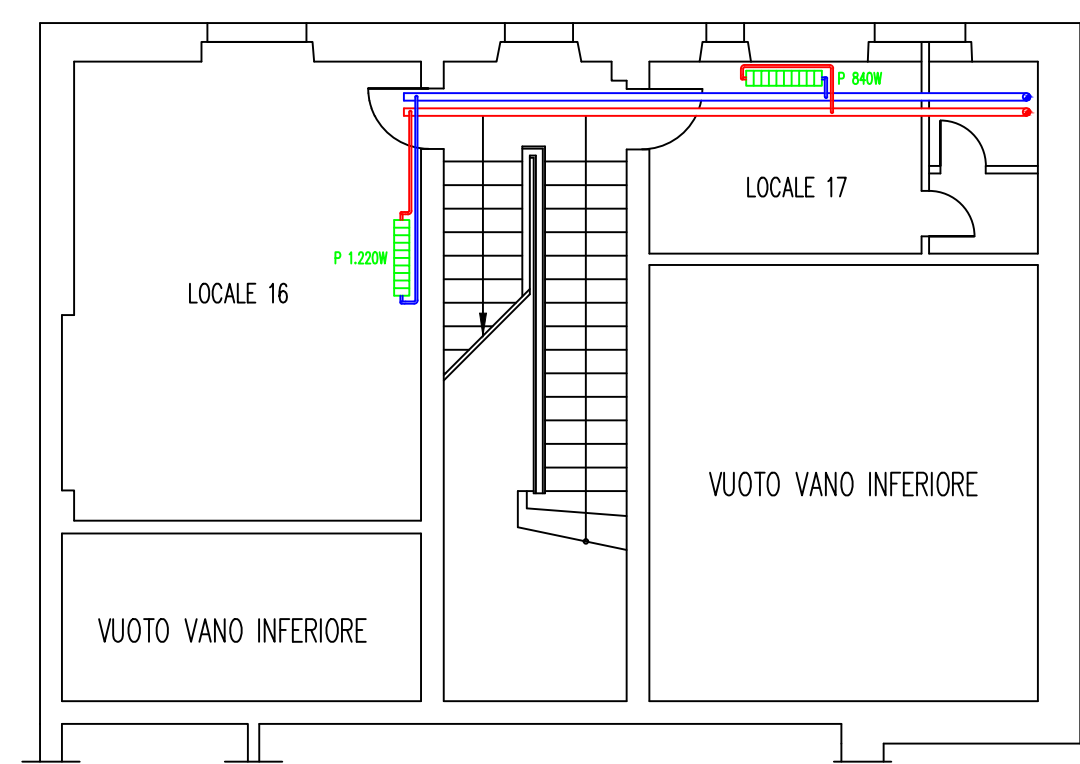 P 840W
LOCALE 17
P 1.220W
LOCALE 16
VUOTO VANO INFERIORE
VUOTO VANO INFERIORE